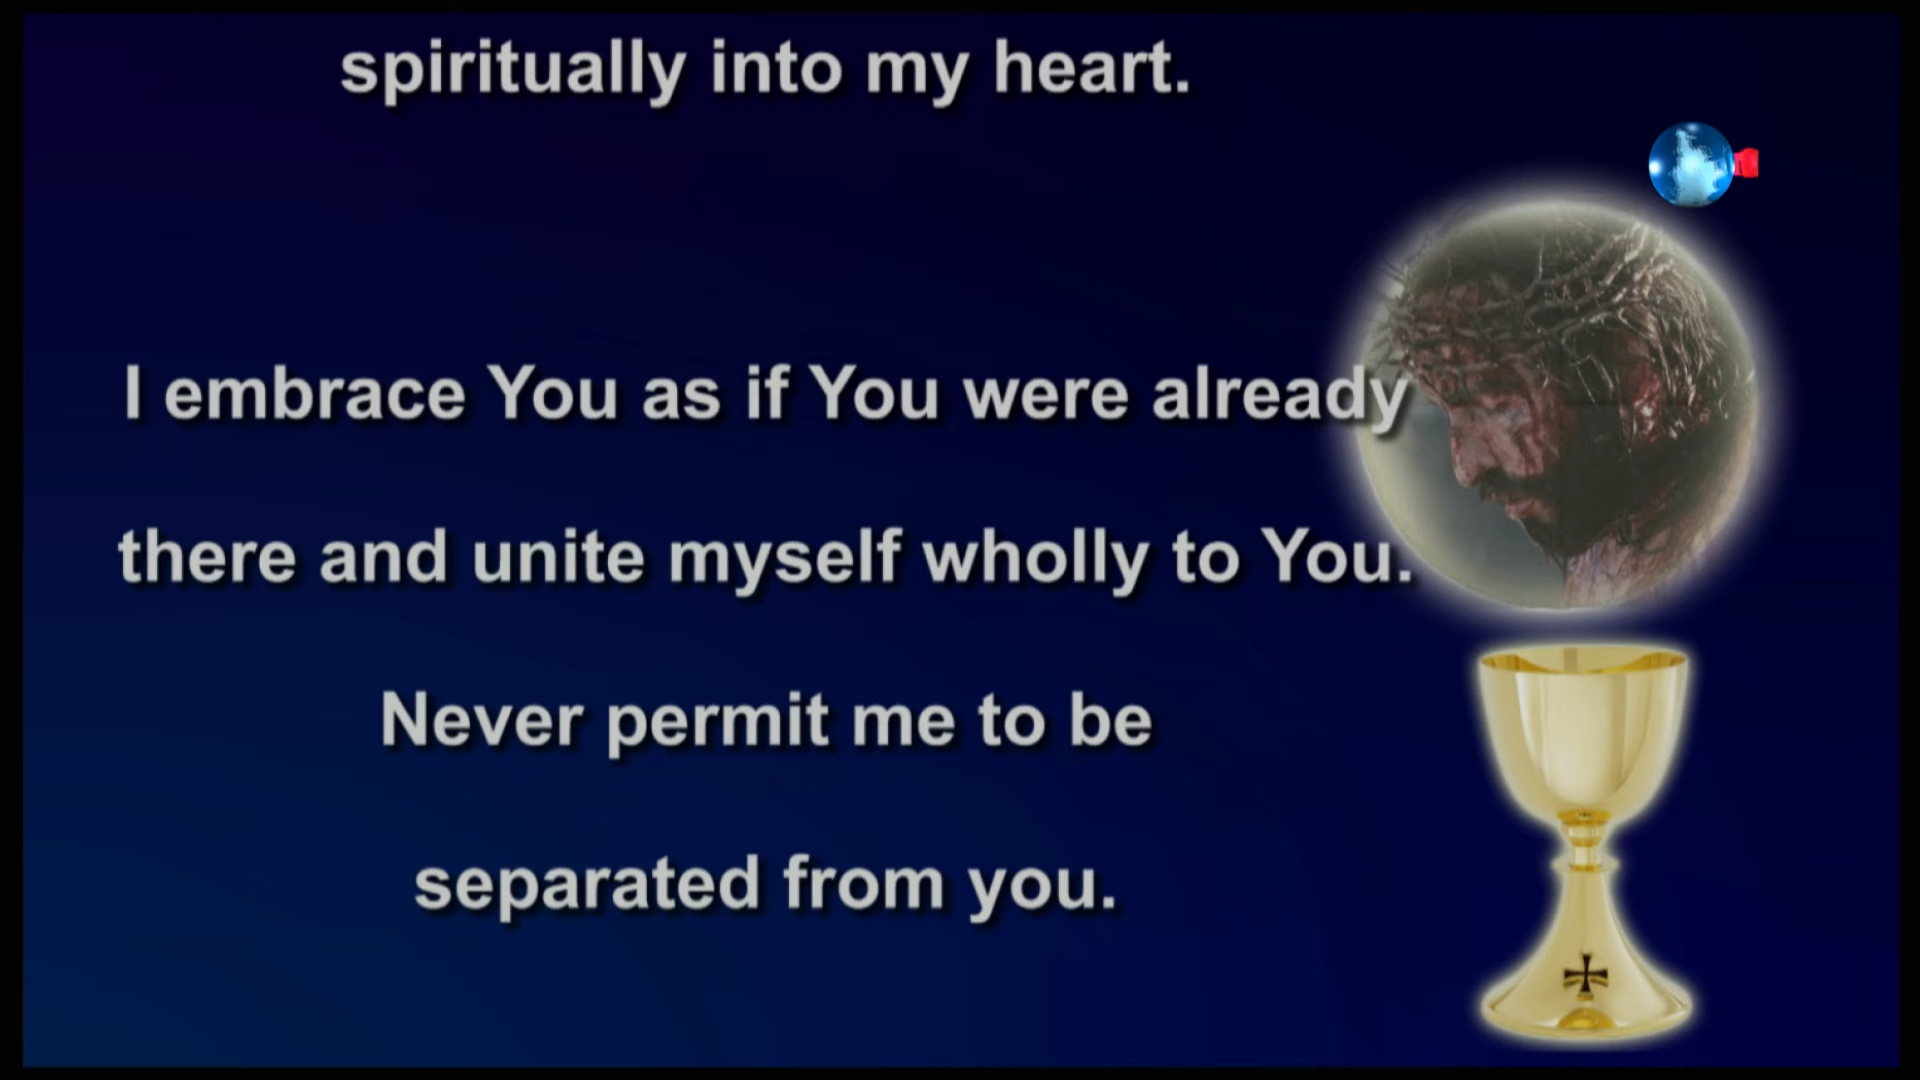 spiritually into my heart.
I embrace You as if You were already
there and unite myself wholly to You.
Never permit me to be
separated from you.